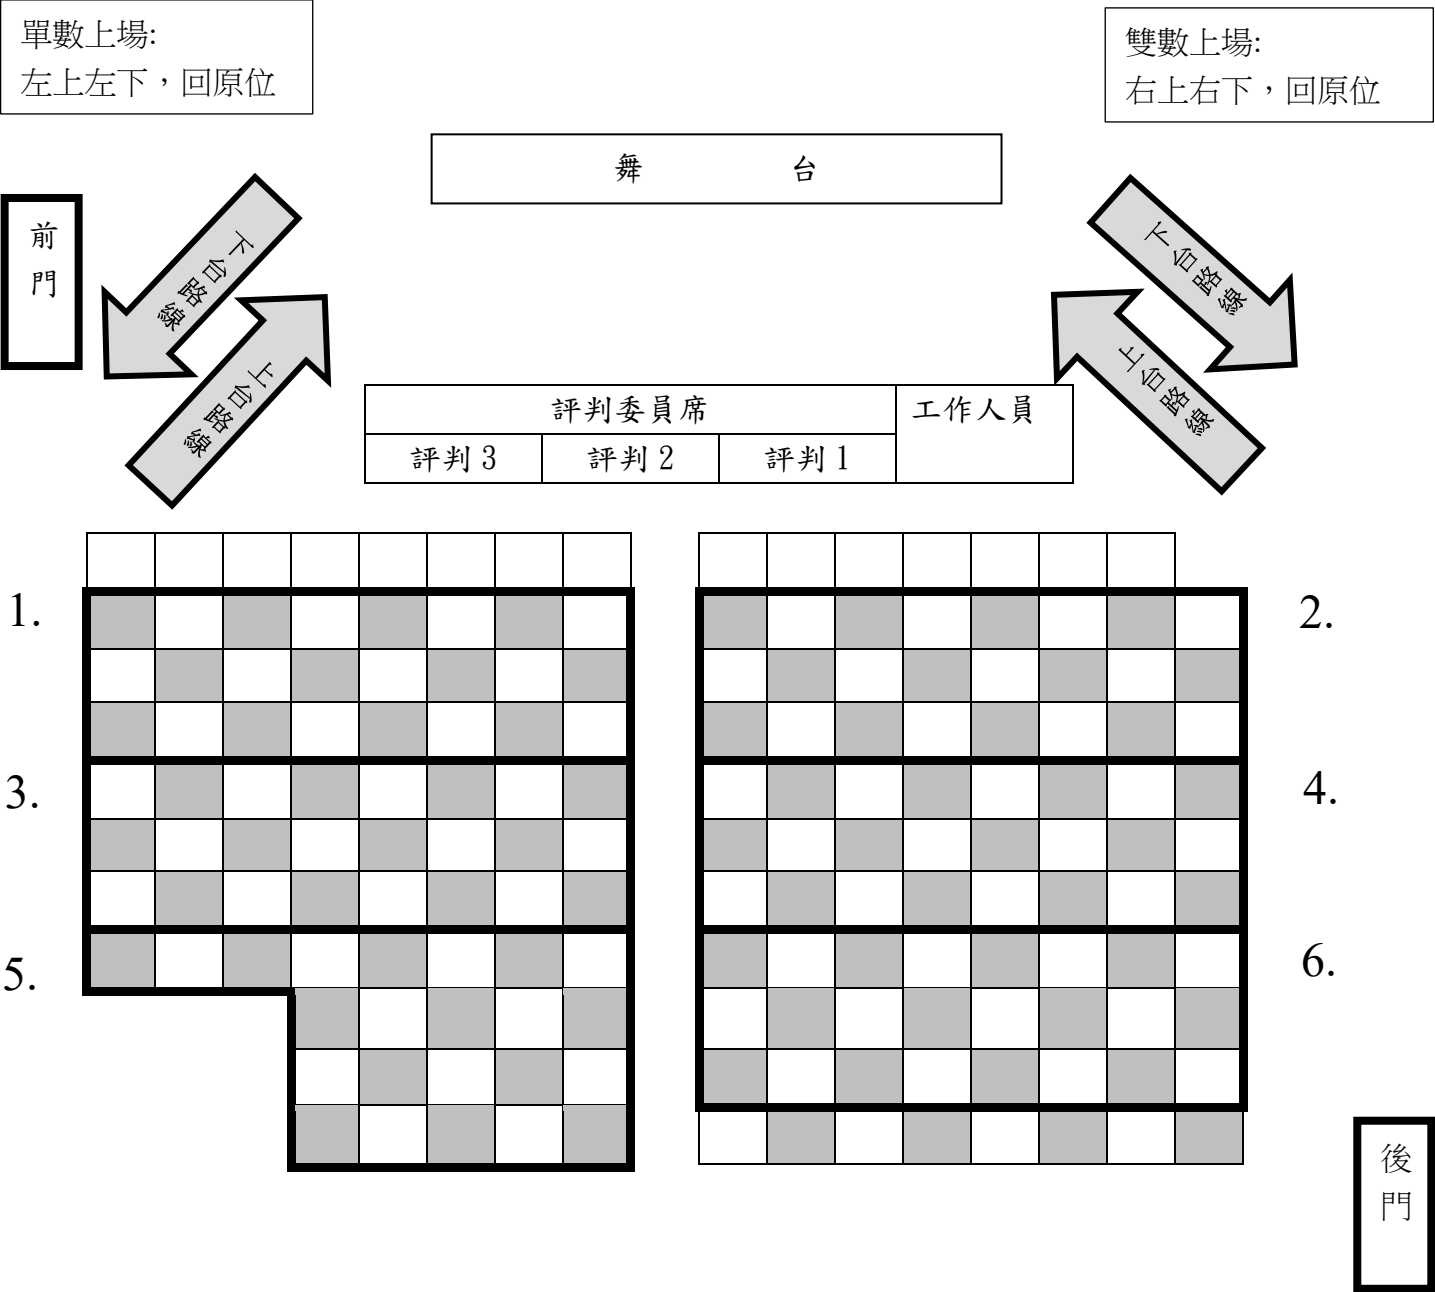 單數上場:
左上左下，回原位
雙數上場:
右上右下，回原位
舞 台
前
門
下台路線
上台路線
下台路線
上台路線
評判委員席
工作人員
評判 3
評判 2
評判 1
1.
2.
3.
4.
5.
6.
後
門